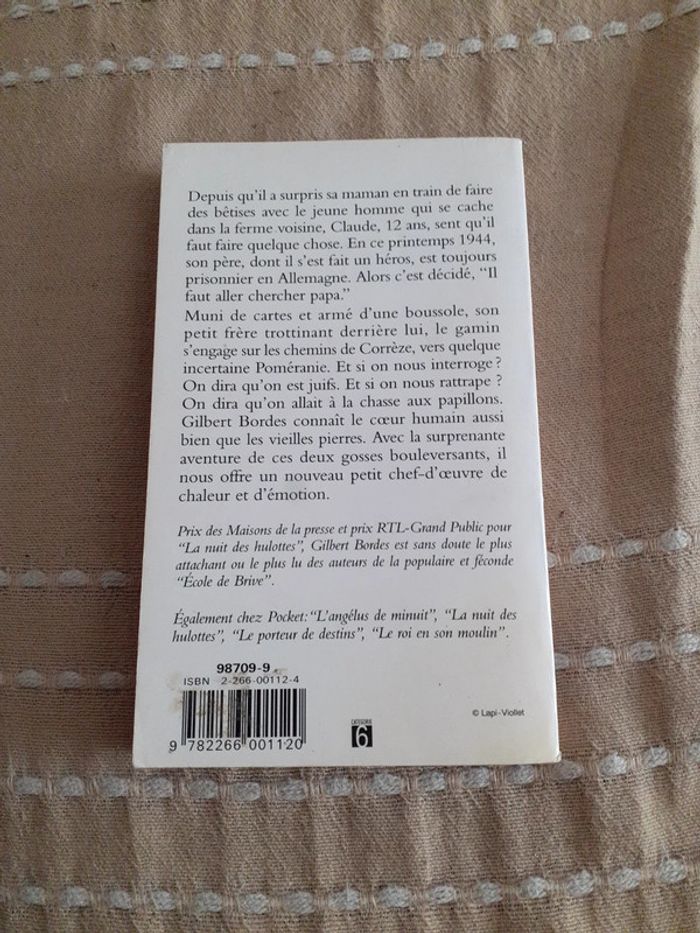 Depuis qu'il a surpris sa maman en train de faire
des bêtises avec le jeune homme qui se cache
dans la ferme voisine, Claude, 12 ans, sent qu'il
faut faire quelque chose. En ce printemps 1944,
son père, dont il s'est fait un héros, est toujours
prisonnier en Allemagne. Alors c'est décidé, "Il
faut aller chercher papa."
Muni de cartes et armé d'une boussole, son
petit frère trottinant derrière lui, le gamin
s'engage sur les chemins de Corrèze, vers quelque
incertaine Poméranie. Et si on nous interroge ?
On dira qu'on est juifs. Et si on nous rattrape ?
On dira qu'on allait à la chasse aux papillons.
Gilbert Bordes connaît le cœur humain aussi
bien que les vieilles pierres. Avec la surprenante
aventure de ces deux gosses bouleversants, il
nous offre un nouveau petit chef-d'œuvre de
chaleur et d'émotion.
Prix des Maisons de la presse et prix RTL-Grand Public pour
"La nuit des hulottes", Gilbert Bordes est sans doute le plus
attachant ou le plus lu des auteurs de la populaire et féconde
"École de Brive".
Également chez Pocket: "L'angélus de minuit", "La nuit des
hulottes", "Le porteur de destins", "Le roi en son moulin".
98709-9
ISBN 2-266-00112-4
9 782266 001120
CATÉGORIE
6
© Lapi-Viollet